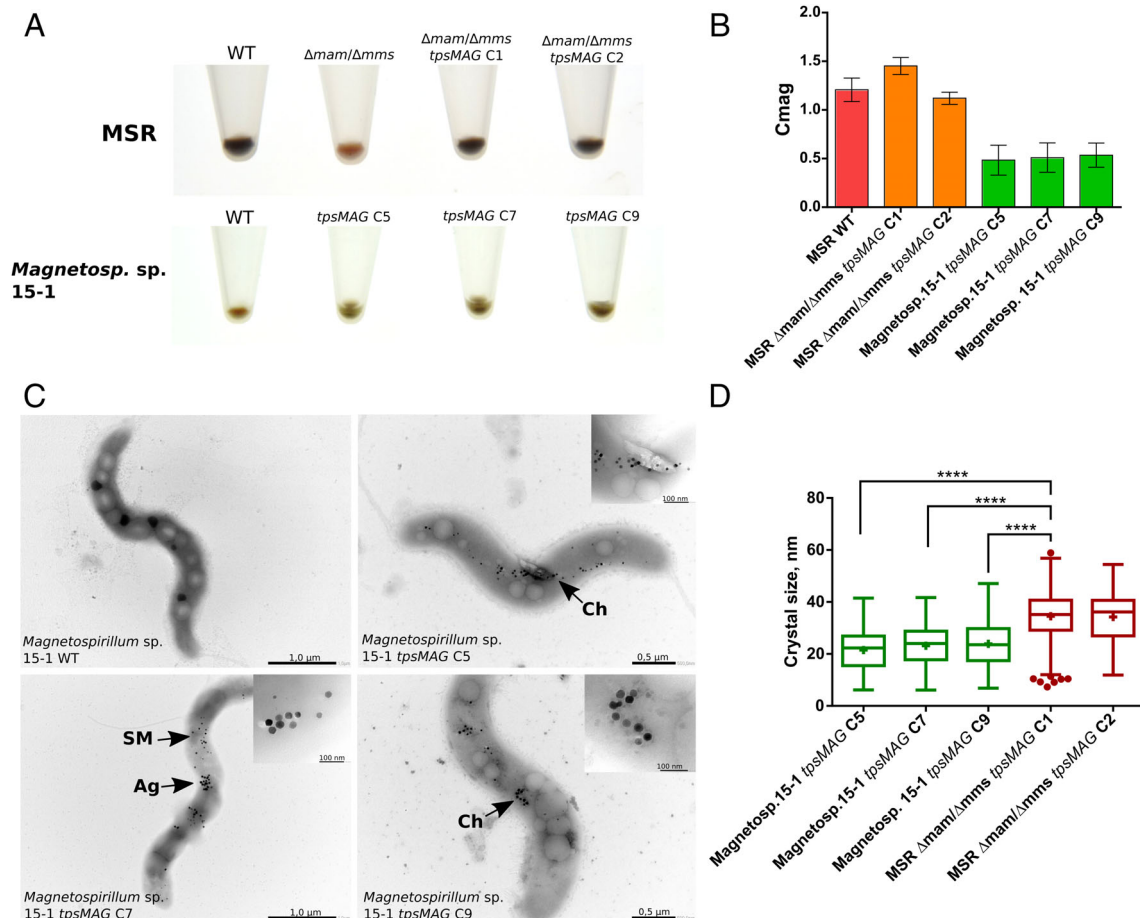 A
WT
Δmam/Δmms
Δmam/Δmms
tpsMAG C1
Δmam/Δmms
tpsMAG C2
MSR
WT
tpsMAG C5
tpsMAG C7
tpsMAG C9
Magnetosp. sp.
15-1
B
Cmag
2.0
1.5
1.0
0.5
0.0
MSR WT
MSR Δmam/Δmms tpsMAG C1
MSR Δmam/Δmms tpsMAG C2
Magnetosp.15-1 tpsMAG C5
Magnetosp.15-1 tpsMAG C7
Magnetosp. 15-1 tpsMAG C9
C
Magnetospirillum sp.
15-1 WT
1,0 µm
100 nm
Ch
Magnetospirillum sp.
15-1 tpsMAG C5
0,5 µm
100 nm
SM
Ag
Magnetospirillum sp.
15-1 tpsMAG C7
1,0 µm
100 nm
Ch
Magnetospirillum sp.
15-1 tpsMAG C9
0,5 µm
D
Crystal size, nm
80
60
40
20
0
****
****
****
Magnetosp.15-1 tpsMAG C5
Magnetosp.15-1 tpsMAG C7
Magnetosp. 15-1 tpsMAG C9
MSR Δmam/Δmms tpsMAG C1
MSR Δmam/Δmms tpsMAG C2